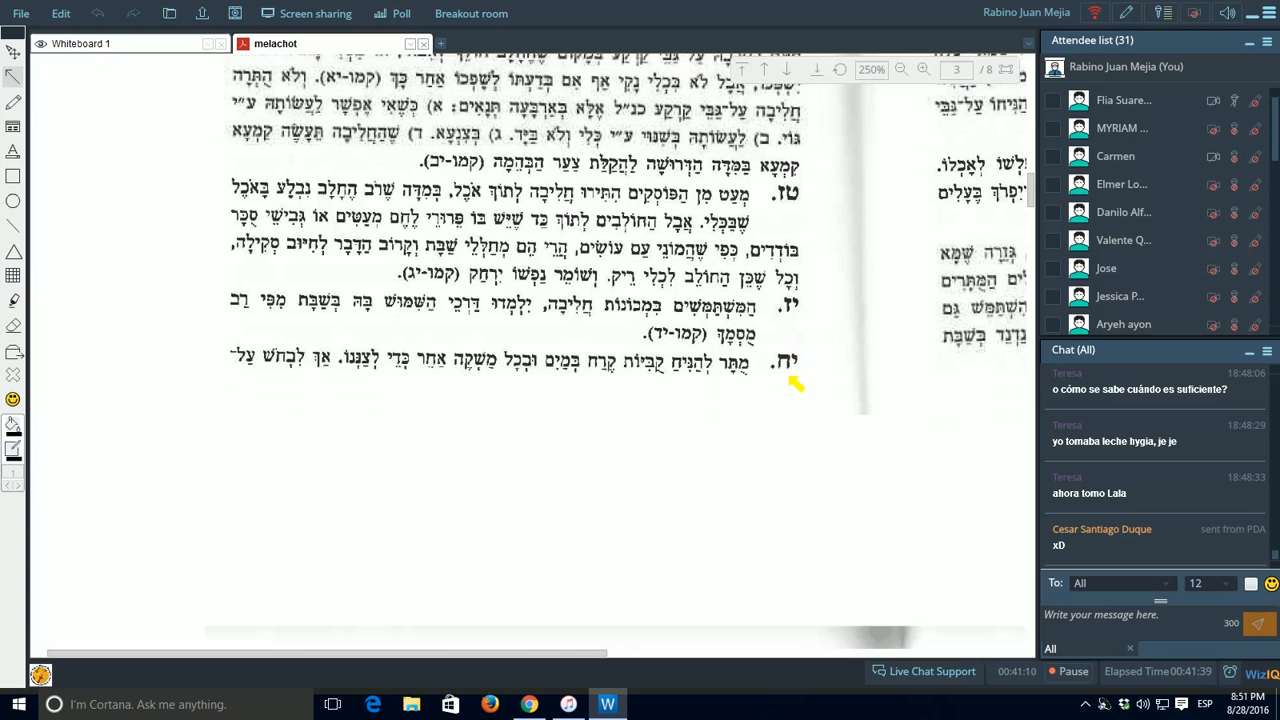 File
Edit
Screen sharing
Poll
Breakout room
Rabino Juan Mejia
Whiteboard 1
melachot
250%
3
/ 8
יִשְׁפְּכוּ, אֲבָל לֹא בִּכְלִי נָקִי אַף אִם בְּדַעְתּוֹ לְשָׁפְכוֹ אַחַר כָּךְ (קמו-יא). וְלֹא הֻתְּרָה
חֲלִיבָה עַל־גַּבֵּי קַרְקַע כנ"ל אֶלָּא בְּאַרְבָּעָה תְּנָאִים: א) כְּשֶׁאִי אֶפְשָׁר לַעֲשׂוֹתָהּ ע"י
גּוֹי. ב) לַעֲשׂוֹתָהּ בְּשִׁנּוּי ע"י כְּלִי וְלֹא בַּיָּד. ג) בְּצִנְעָא. ד) שֶׁהַחֲלִיבָה תֵּעָשֶׂה קִמְעָא
קִמְעָא בַּמִּדָּה הַדְּרוּשָׁה לַהֲקַלַּת צַעַר הַבְּהֵמָה (קמו-יב).
טז. מְעַט מִן הַפּוֹסְקִים הִתִּירוּ חֲלִיבָה לְתוֹךְ אֹכֶל, בְּמִדָּה שֶׁרֹב הֶחָלָב נִבְלַע בָּאֹכֶל
שֶׁבַּכְּלִי. אֲבָל הַחוֹלְבִים לְתוֹךְ כַּד שֶׁיֵּשׁ בּוֹ פֵּרוּרֵי לֶחֶם מְעַטִּים אוֹ גְּבִישֵׁי סֻכָּר
בּוֹדְדִים, כְּפִי שֶׁהֲמוֹנֵי עַם עוֹשִׂים, הֲרֵי הֵם מְחַלְּלֵי שַׁבָּת וְקָרוֹב הַדָּבָר לְחִיּוּב סְקִילָה,
וְכָל שֶׁכֵּן הַחוֹלֵב לִכְלִי רֵיק. וְשׁוֹמֵר נַפְשׁוֹ יִרְחַק (קמו-יג).
יז. הַמִּשְׁתַּמְּשִׁים בִּמְכוֹנוֹת חֲלִיבָה, יִלְמְדוּ דַּרְכֵי הַשִּׁמּוּשׁ בָּהּ בְּשַׁבָּת מִפִּי רַב
מֻסְמָךְ (קמו-יד).
יח. מֻתָּר לְהַנִּיחַ קֻבִּיּוֹת קֶרַח בְּמַיִם וּבְכָל מַשְׁקֶה אַחֵר כְּדֵי לְצַנְּנוֹ. אַךְ לִבְחֹשׁ עַל־
הַנִּיחוֹ עַל־גַּבֵּי
לְאָכְלוֹ.
בֶּעָלִים
גְּזֵרָה שֶׁמָּא
הַמֻּתָּרִים
בְּשַׁבָּת
Attendee list (31)
Rabino Juan Mejia (You)
Flia Suare...
MYRIAM ...
Carmen
Elmer Lo...
Danilo Alf...
Valente Q...
Jose
Jessica P...
Aryeh ayon
Chat (All)
Teresa 18:48:06
o cómo se sabe cuándo es suficiente?
Teresa 18:48:29
yo tomaba leche hygia, je je
Teresa 18:48:33
ahora tomo Lala
Cesar Santiago Duque sent from PDA
xD
To: All 12
Write your message here.
300
All
Live Chat Support
00:41:10
Pause
Elapsed Time 00:41:39
WizIQ
I'm Cortana. Ask me anything.
ESP
8:51 PM
8/28/2016